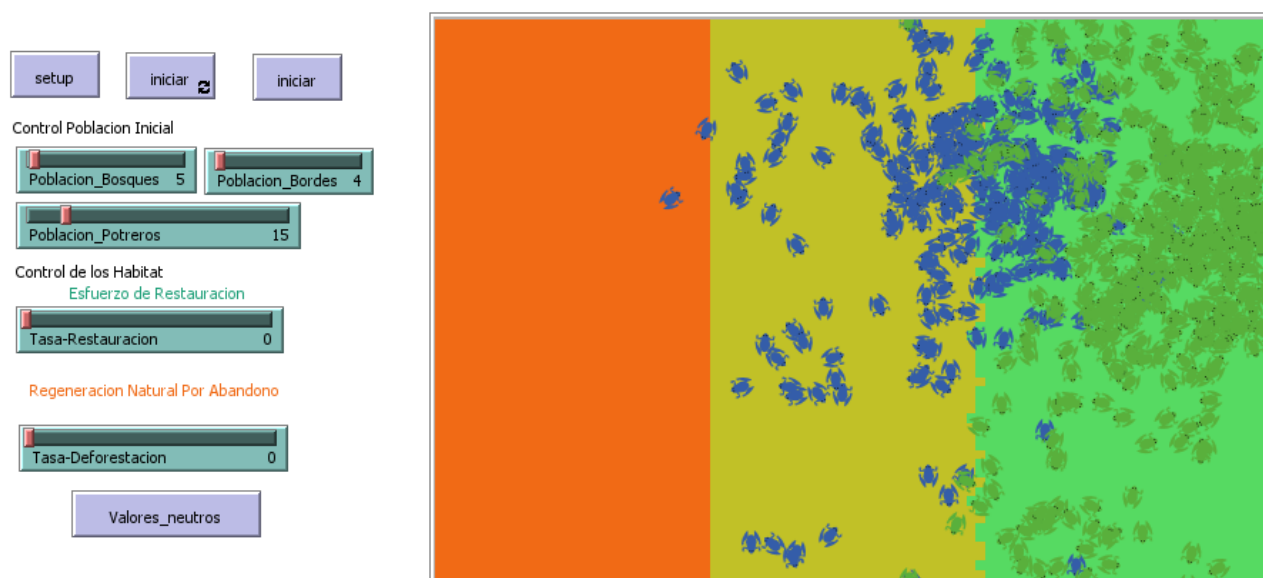 setup
iniciar
iniciar
Control Poblacion Inicial
Poblacion_Bosques 5
Poblacion_Bordes 4
Poblacion_Potreros 15
Control de los Habitat
Esfuerzo de Restauracion
Tasa-Restauracion 0
Regeneracion Natural Por Abandono
Tasa-Deforestacion 0
Valores_neutros